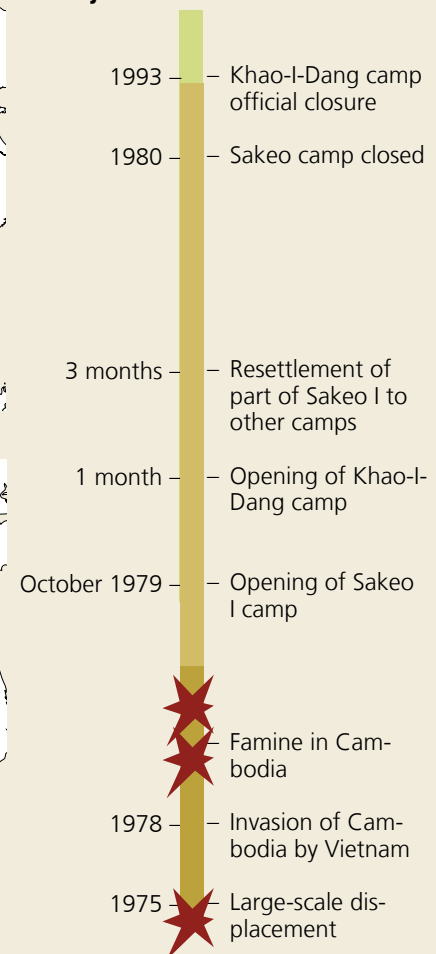 1993
Khao-I-Dang camp
official closure
1980
Sakeo camp closed
3 months
Resettlement of
part of Sakeo I to
other camps
1 month
Opening of Khao-I-
Dang camp
October 1979
Opening of Sakeo
I camp
Famine in Cam-
bodia
1978
Invasion of Cam-
bodia by Vietnam
1975
Large-scale dis-
placement